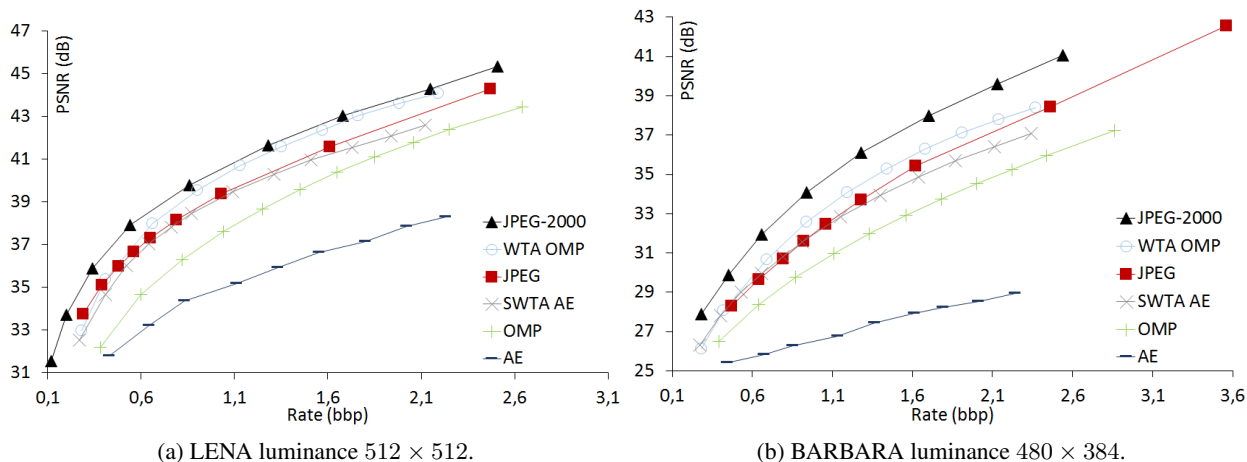 47
45
43
41
39
37
35
33
31
PSNR (dB)
0,1 0,6 1,1 1,6 2,1 2,6 3,1
Rate (bbp)
JPEG-2000
WTA OMP
JPEG
SWTA AE
OMP
AE
(a) LENA luminance 512 × 512.
43
41
39
37
35
33
31
29
27
25
PSNR (dB)
0,1 0,6 1,1 1,6 2,1 2,6 3,1 3,6
Rate (bbp)
JPEG-2000
WTA OMP
JPEG
SWTA AE
OMP
AE
(b) BARBARA luminance 480 × 384.